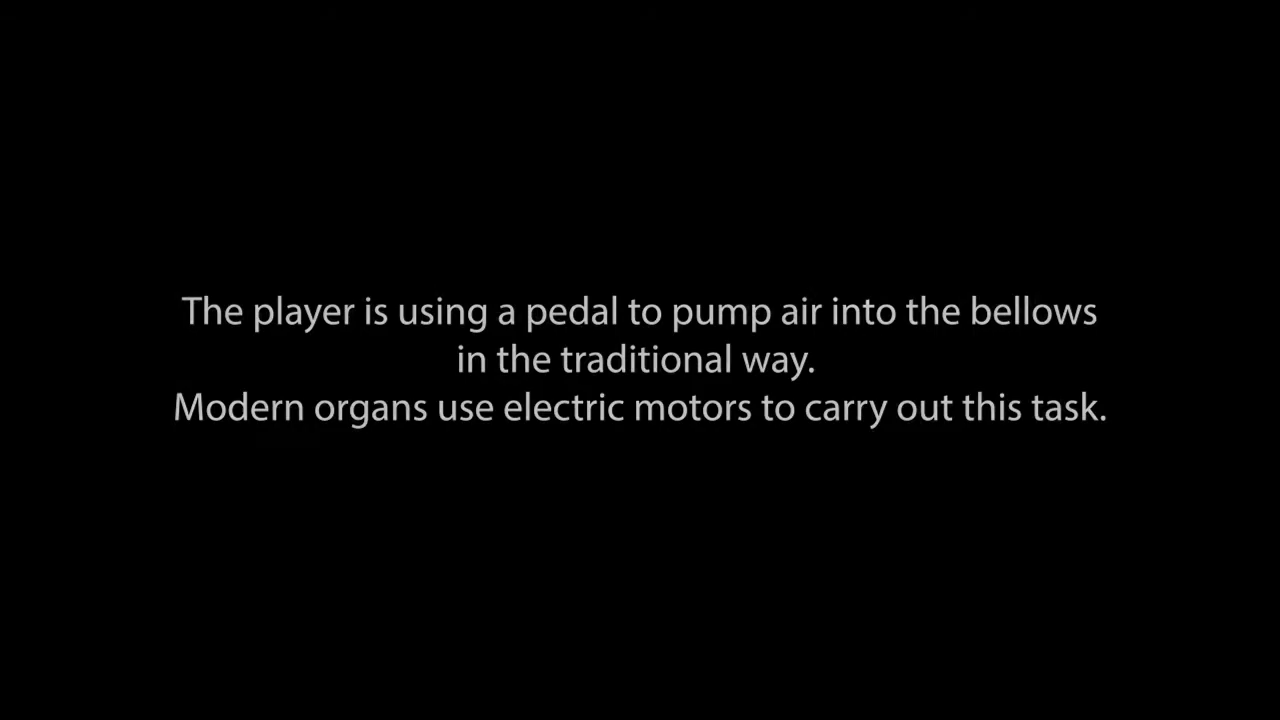 The player is using a pedal to pump air into the bellows
in the traditional way.
Modern organs use electric motors to carry out this task.